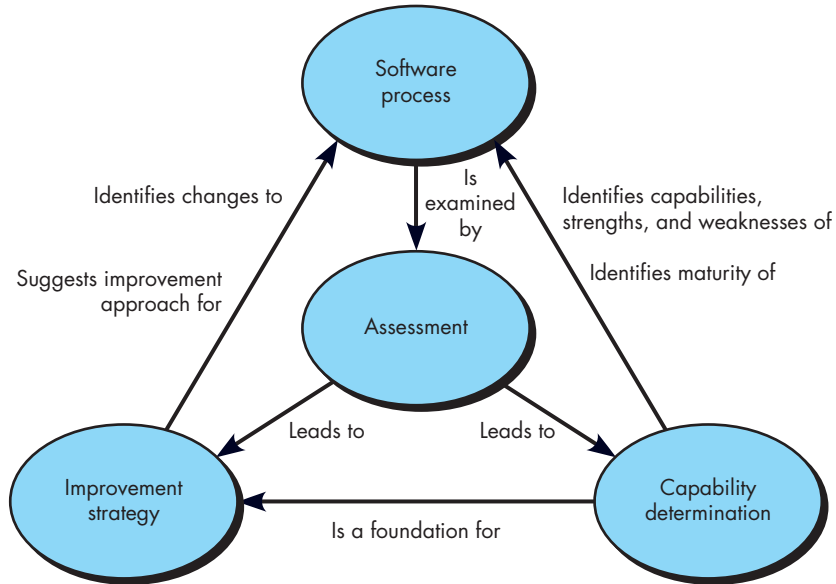 Software
process
Identifies changes to
Is
examined
by
Identifies capabilities,
strengths, and weaknesses of
Suggests improvement
approach for
Identifies maturity of
Assessment
Leads to
Leads to
Improvement
strategy
Capability
determination
Is a foundation for